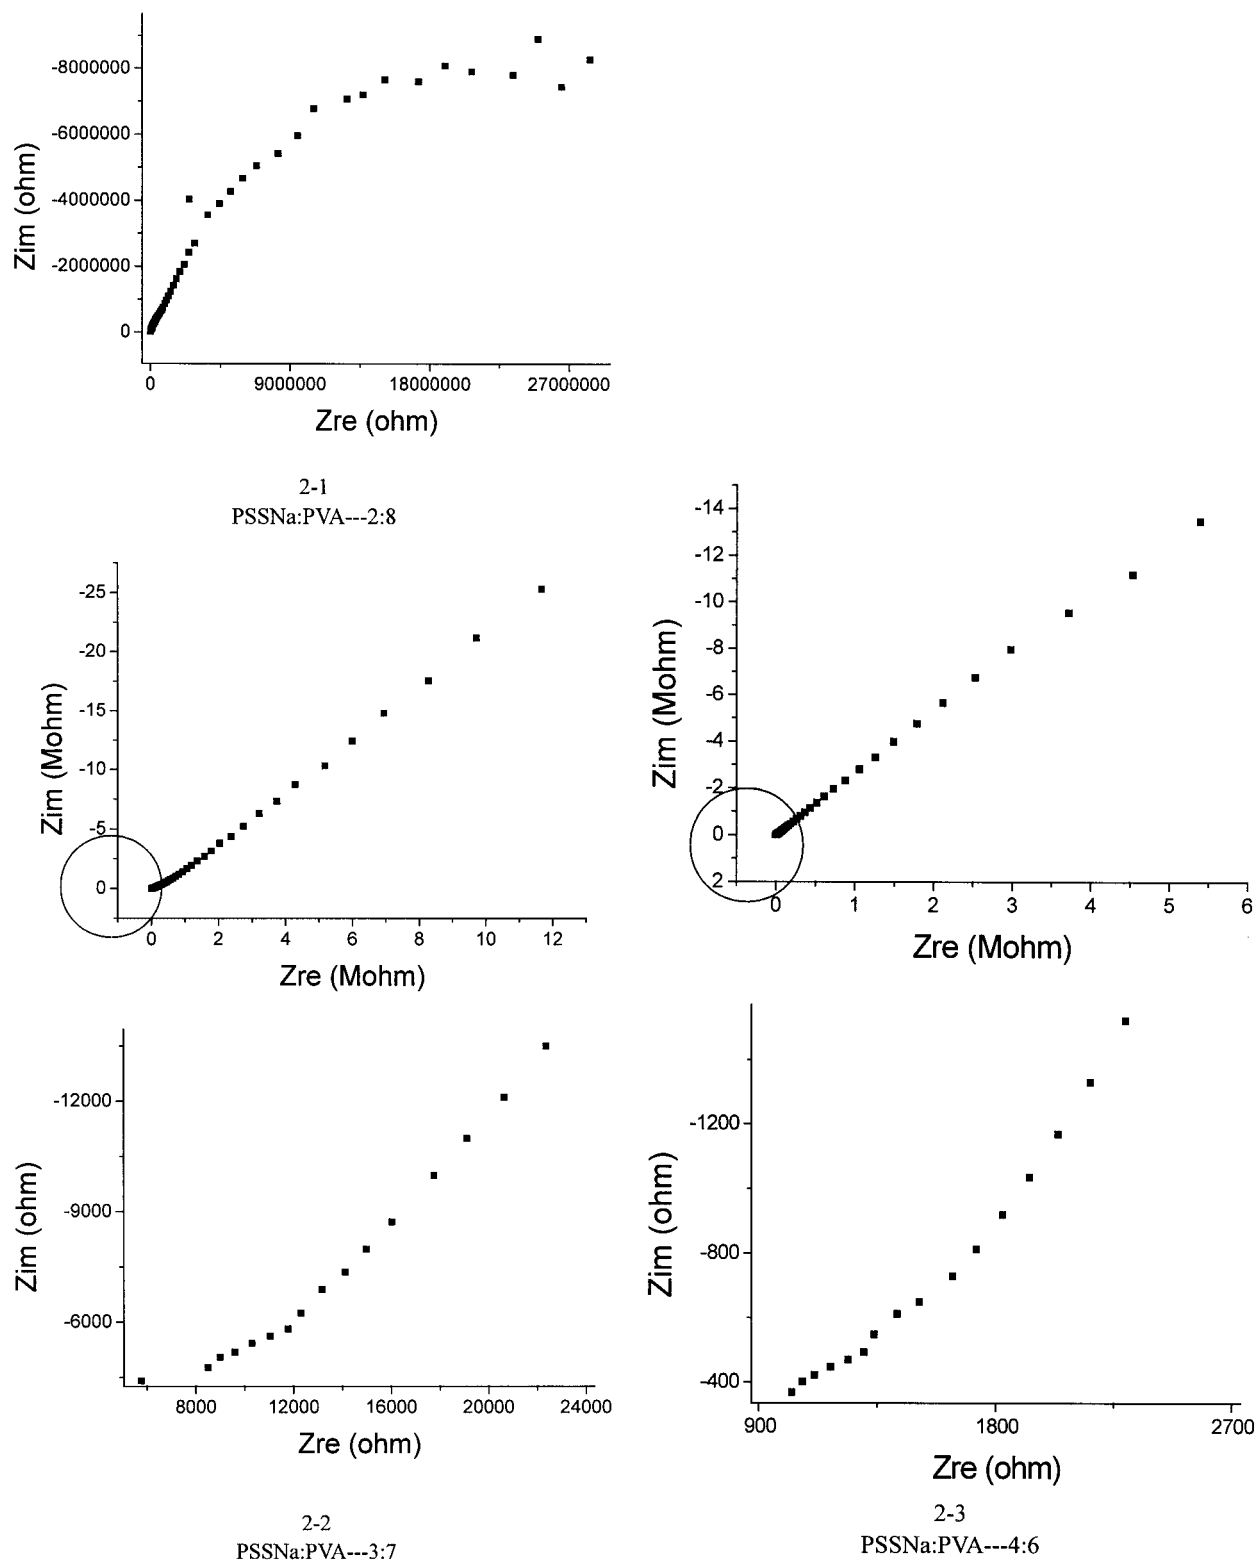 -8000000
-6000000
-4000000
-2000000
0
Zim (ohm)
0 9000000 18000000 27000000
Zre (ohm)
2-1
PSSNa:PVA---2:8
-25
-20
-15
-10
-5
0
Zim (Mohm)
0 2 4 6 8 10 12
Zre (Mohm)
-14
-12
-10
-8
-6
-4
-2
0
2
Zim (Mohm)
0 1 2 3 4 5 6
Zre (Mohm)
-12000
-9000
-6000
Zim (ohm)
8000 12000 16000 20000 24000
Zre (ohm)
2-2
PSSNa:PVA---3:7
-1200
-800
-400
Zim (ohm)
900 1800 2700
Zre (ohm)
2-3
PSSNa:PVA---4:6